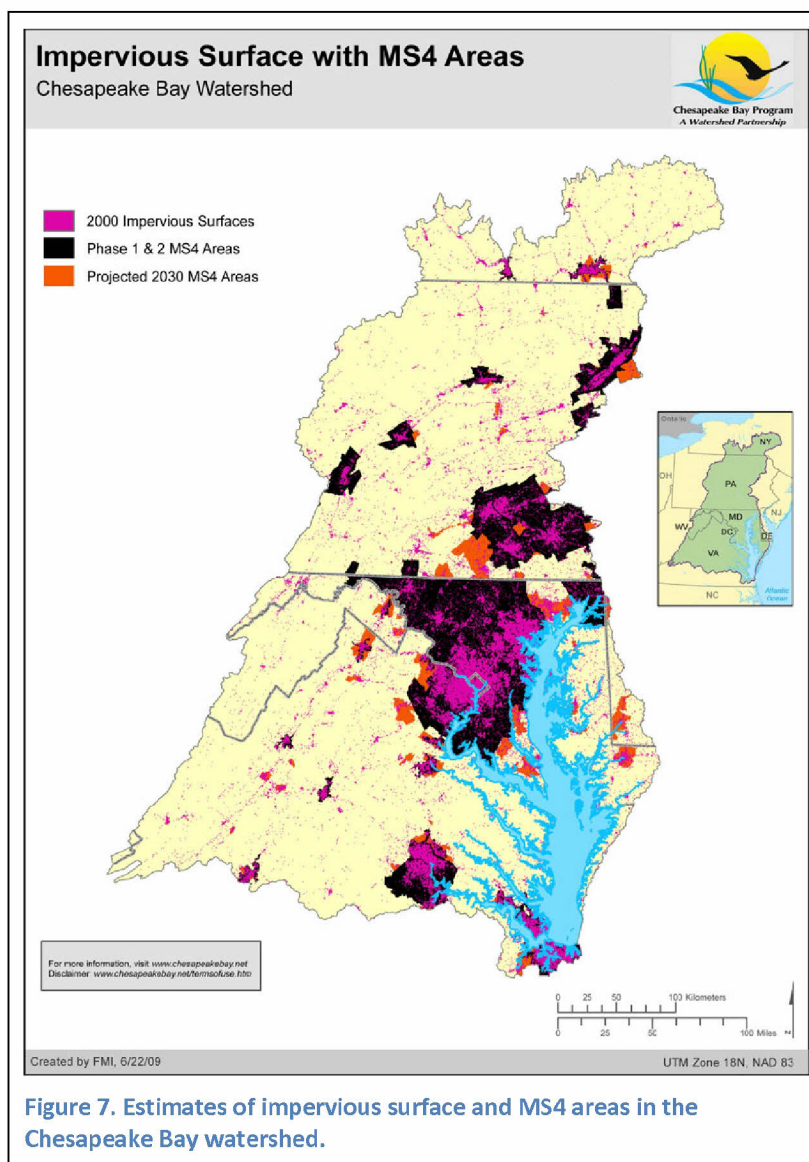 Impervious Surface with MS4 Areas
Chesapeake Bay Watershed
Chesapeake Bay Program
A Watershed Partnership
2000 Impervious Surfaces
Phase 1 & 2 MS4 Areas
Projected 2030 MS4 Areas
Ontario
NY
OH
PA
NJ
MD
WV
DC
DE
VA
NC
Atlantic
Ocean
For more information, visit www.chesapeakebay.net
Disclaimer www.chesapeakebay.net/termsofuse.htm
0 25 50 100 Kilometers
0 25 50 100 Miles
N
Created by FMI, 6/22/09
UTM Zone 18N, NAD 83
Figure 7. Estimates of impervious surface and MS4 areas in the
Chesapeake Bay watershed.